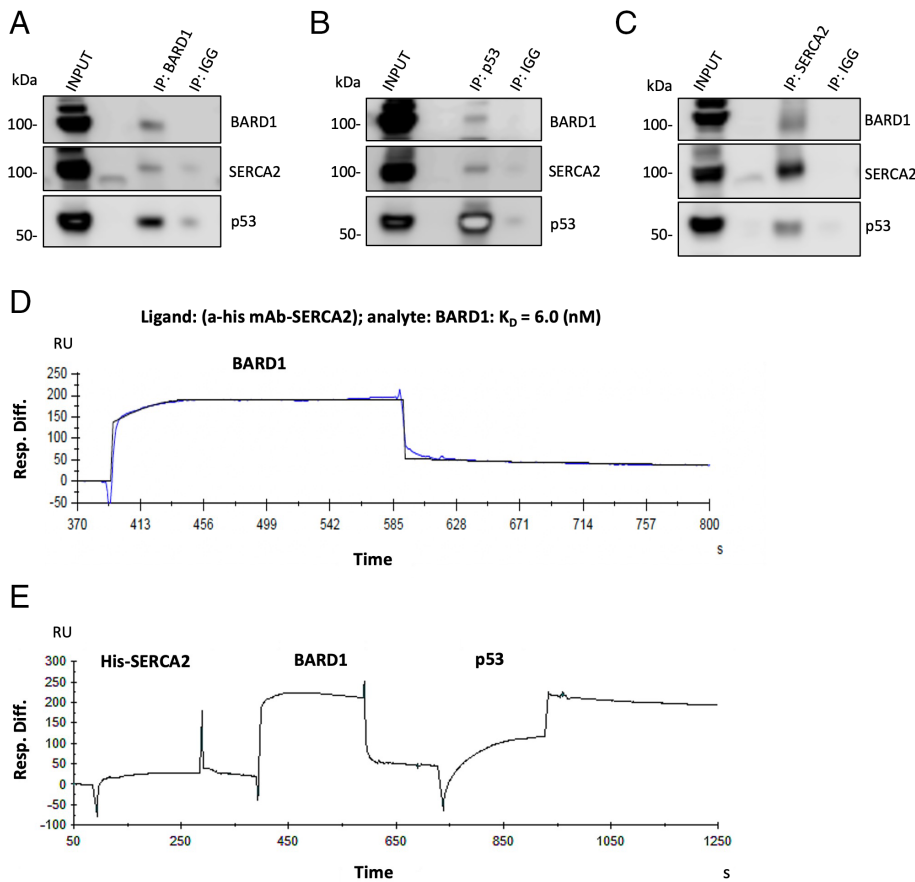 A
B
C
kDa
INPUT
IP: BARD1
IP: IGG
100-
BARD1
100-
SERCA2
50-
p53
kDa
INPUT
IP: p53
IP: IGG
100-
BARD1
100-
SERCA2
50-
p53
kDa
INPUT
IP: SERCA2
IP: IGG
100-
BARD1
100-
SERCA2
50-
p53
D
Ligand: (a-his mAb-SERCA2); analyte: BARD1: KD = 6.0 (nM)
RU
BARD1
Resp. Diff.
250
200
150
100
50
0
-50
370 413 456 499 542 585 628 671 714 757 800
s
Time
E
RU
His-SERCA2 BARD1 p53
Resp. Diff.
300
250
200
150
100
50
0
-50
-100
50 250 450 650 850 1050 1250
Time s